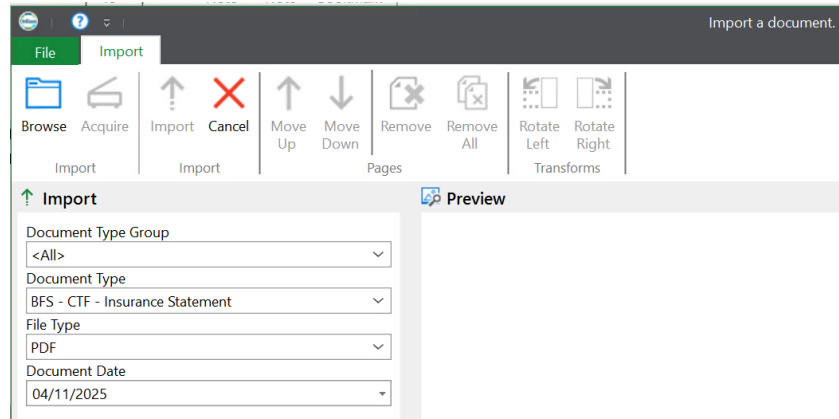 Import a document.
File Import
Browse Acquire Import Cancel Move Up Move Down Remove Remove All Rotate Left Rotate Right
Import Import Pages Transforms
Import
Preview
Document Type Group
<All>
Document Type
BFS - CTF - Insurance Statement
File Type
PDF
Document Date
04/11/2025